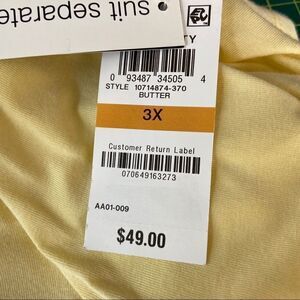 suit separate
TY
0 93487 34505 4
STYLE 10714874-370
BUTTER
3X
Customer Return Label
070649163273
AA01-009
$49.00